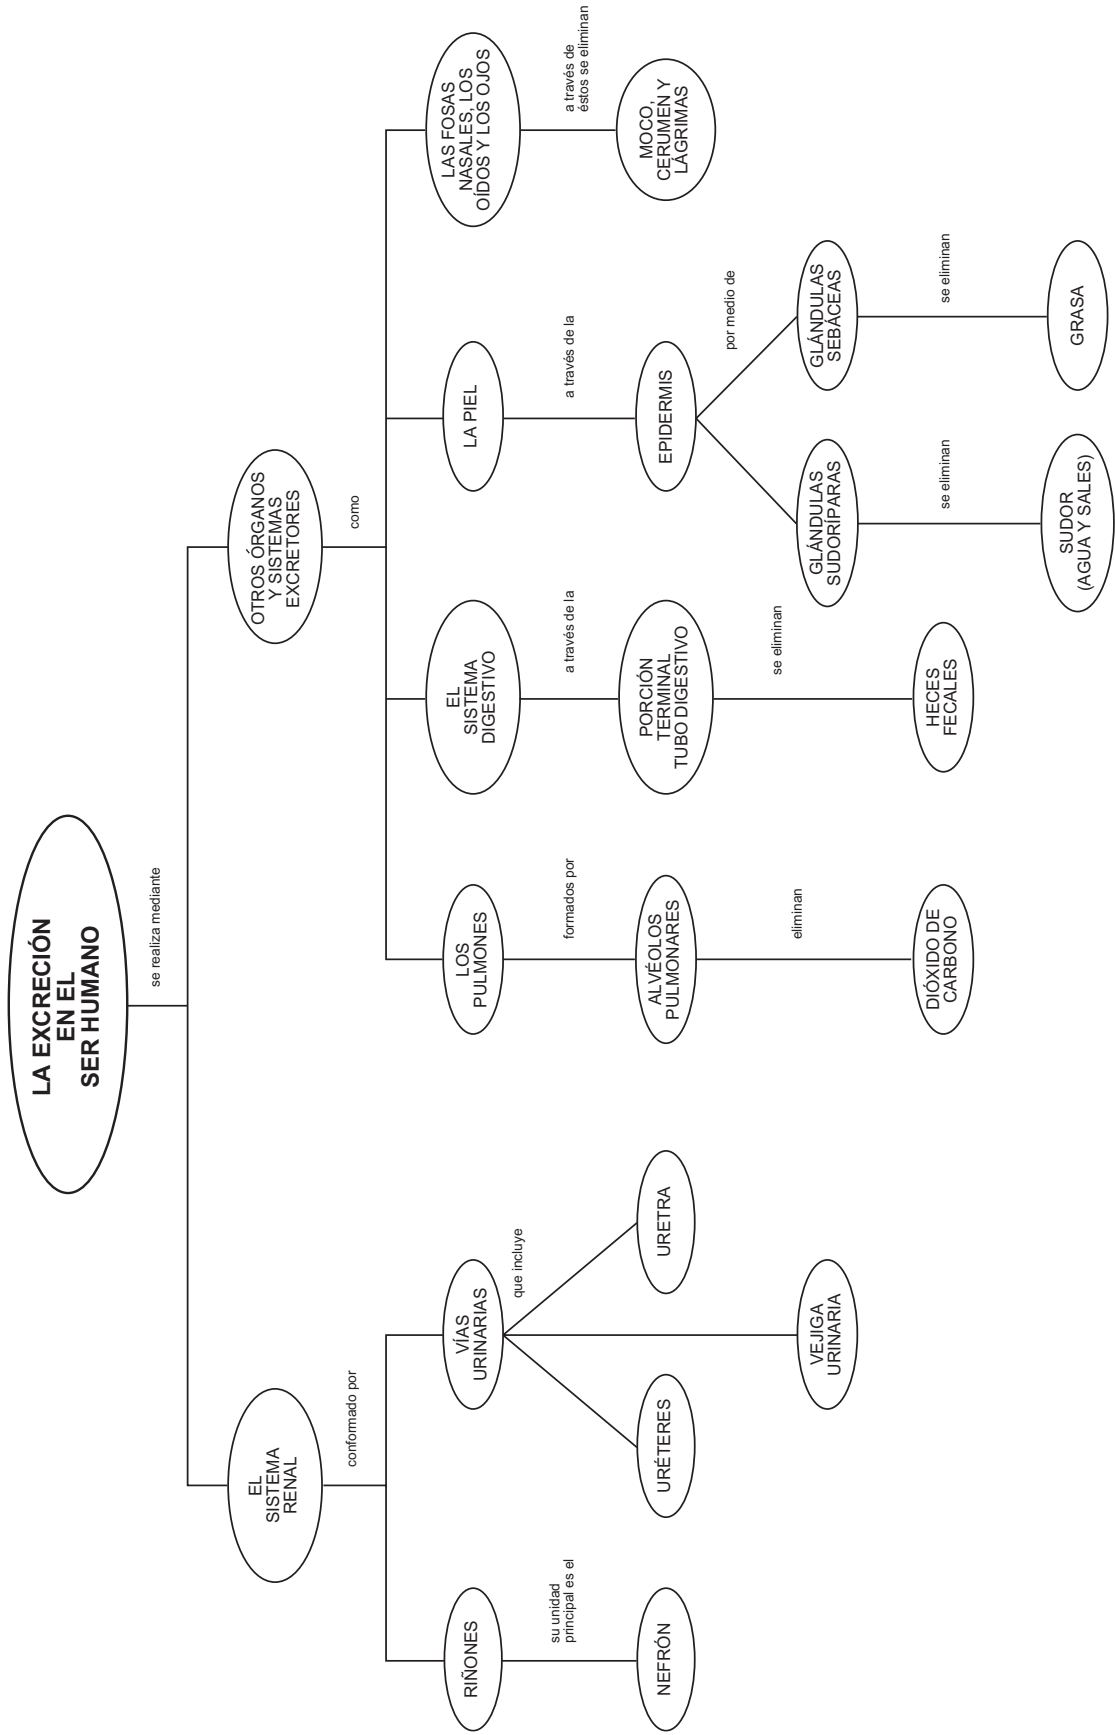 LA EXCRECIÓN
EN EL
SER HUMANO
se realiza mediante
EL
SISTEMA
RENAL
conformado por
RIÑONES
su unidad
principal es el
NEFRÓN
VÍAS
URINARIAS
que incluye
URÉTERES
VEJIGA
URINARIA
URETRA
OTROS ÓRGANOS
Y SISTEMAS
EXCRETORES
como
LOS
PULMONES
formados por
ALVÉOLOS
PULMONARES
eliminan
DIÓXIDO DE
CARBONO
EL
SISTEMA
DIGESTIVO
a través de la
PORCIÓN
TERMINAL
TUBO DIGESTIVO
se eliminan
HECES
FECALES
LA PIEL
a través de la
EPIDERMIS
por medio de
GLÁNDULAS
SUDORÍPARAS
se eliminan
SUDOR
(AGUA Y SALES)
GLÁNDULAS
SEBÁCEAS
se eliminan
GRASA
LAS FOSAS
NASALES, LOS
OÍDOS Y LOS OJOS
a través de
éstos se eliminan
MOCO,
CERUMEN Y
LÁGRIMAS